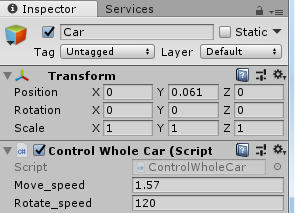 Inspector Services
Car Static
Tag Untagged Layer Default
Transform
Position X 0 Y 0.061 Z 0
Rotation X 0 Y 0 Z 0
Scale X 1 Y 1 Z 1
Control Whole Car (Script
Script ControlWholeCar
Move_speed 1.57
Rotate_speed 120